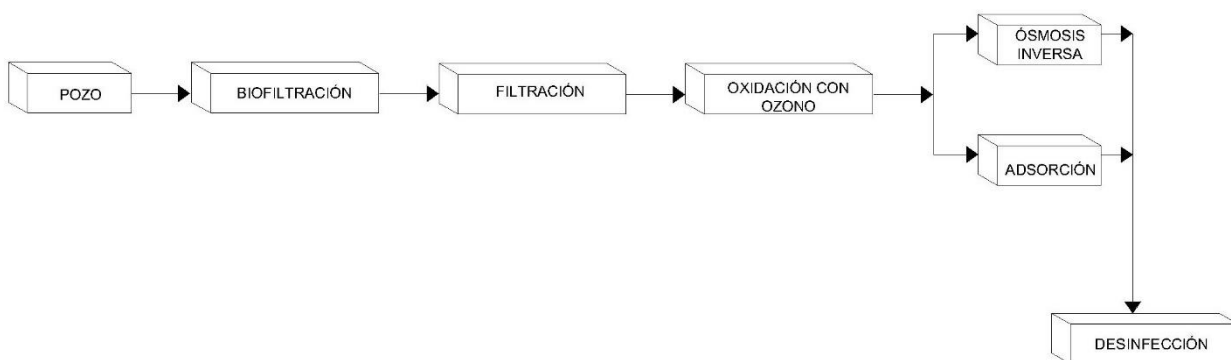 POZO
BIOFILTRACIÓN
FILTRACIÓN
OXIDACIÓN CON
OZONO
ÓSMOSIS
INVERSA
ADSORCIÓN
DESINFECCIÓN